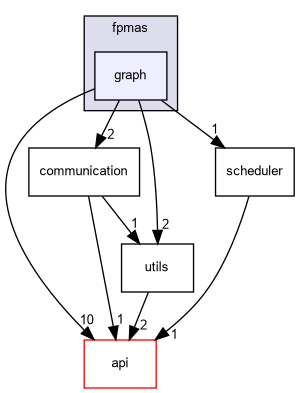 fpmas
graph
2
1
communication
scheduler
1
2
utils
10
1
2
1
api